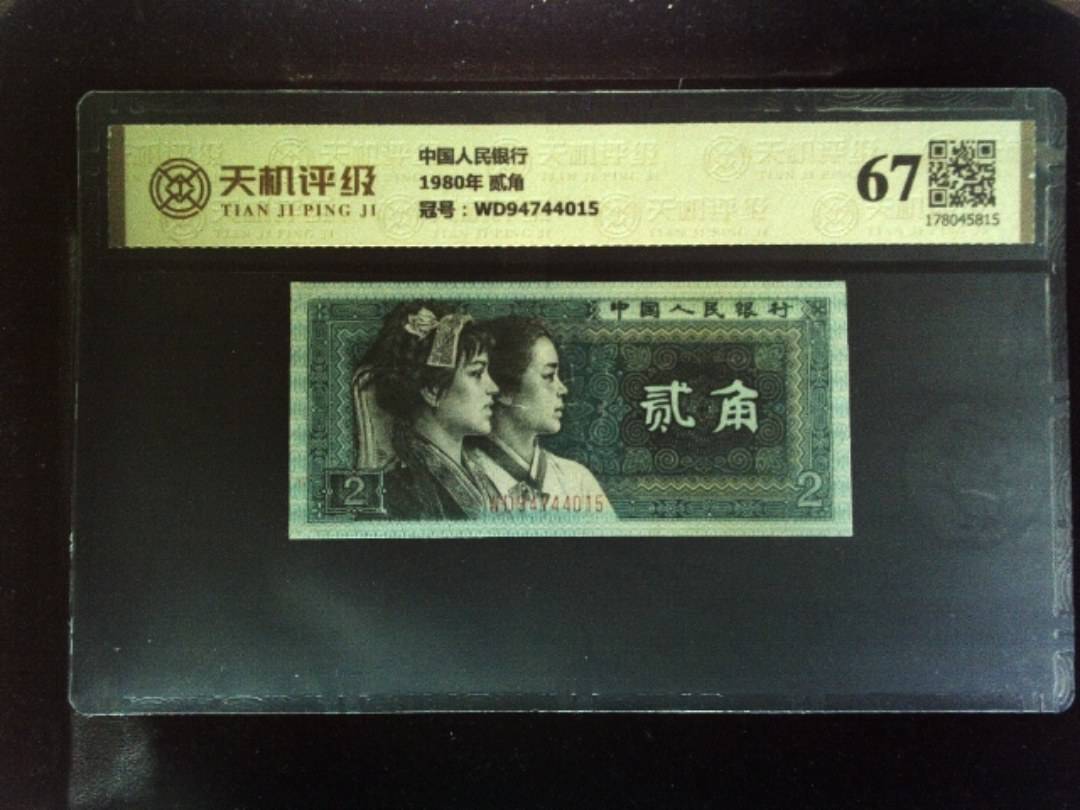 天机评级
TIAN JI PING JI
中国人民银行
1980年 贰角
冠号：WD94744015
67
178045815
中国人民银行
贰角
2
2
WD94744015